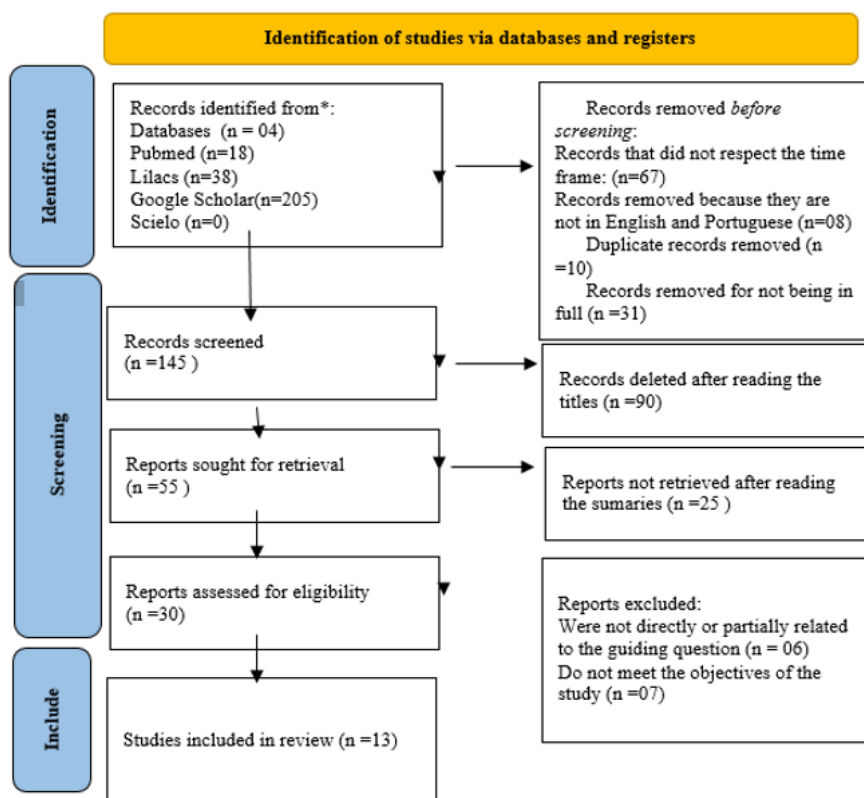 Identification of studies via databases and registers
Identification
Records identified from*:
Databases (n = 04)
Pubmed (n=18)
Lilacs (n=38)
Google Scholar(n=205)
Scielo (n=0)
Records removed before
screening:
Records that did not respect the time
frame: (n=67)
Records removed because they are
not in English and Portuguese (n=08)
Duplicate records removed (n
=10)
Records removed for not being in
full (n =31)
Screening
Records screened
(n =145 )
Records deleted after reading the
titles (n =90)
Reports sought for retrieval
(n =55 )
Reports not retrieved after reading
the sumaries (n =25 )
Reports assessed for eligibility
(n =30)
Reports excluded:
Were not directly or partially related
to the guiding question (n = 06)
Do not meet the objectives of the
study (n =07)
Include
Studies included in review (n =13)